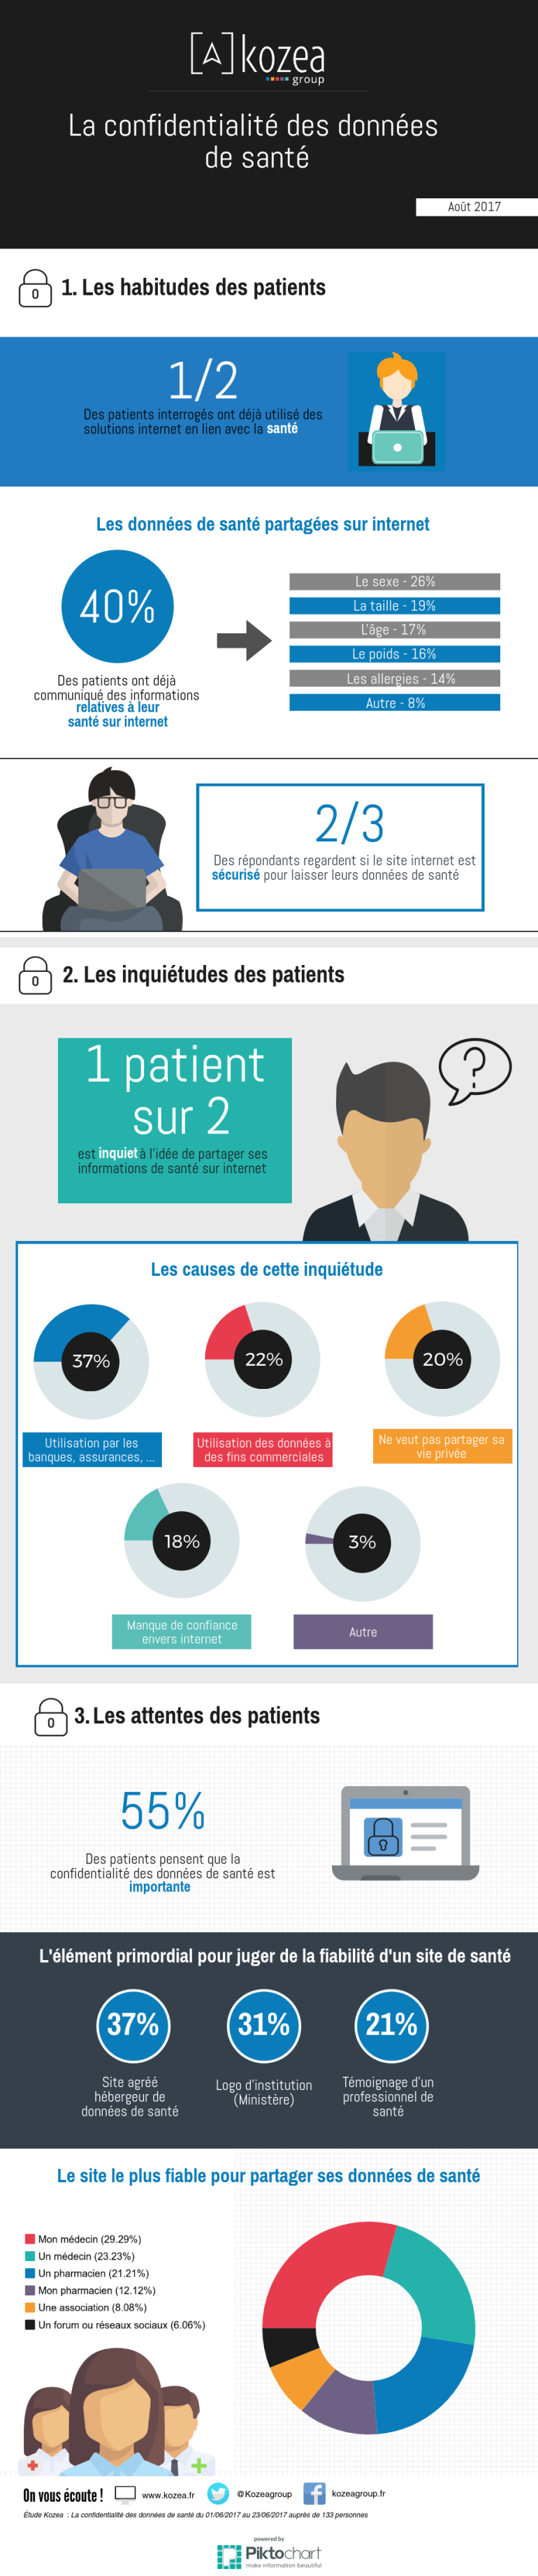 [A] kozea
group
La confidentialité des données
de santé
Août 2017
1. Les habitudes des patients
1/2
Des patients interrogés ont déjà utilisé des
solutions internet en lien avec la santé
Les données de santé partagées sur internet
40%
Des patients ont déjà
communiqué des informations
relatives à leur
santé sur internet
Le sexe - 26%
La taille - 19%
L'âge - 17%
Le poids - 16%
Les allergies - 14%
Autre - 8%
2/3
Des répondants regardent si le site internet est
sécurisé pour laisser leurs données de santé
2. Les inquiétudes des patients
1 patient
sur 2
est inquiet à l'idée de partager ses
informations de santé sur internet
?
Les causes de cette inquiétude
37%
Utilisation par les
banques, assurances, ...
22%
Utilisation des données à
des fins commerciales
20%
Ne veut pas partager sa
vie privée
18%
Manque de confiance
envers internet
3%
Autre
3. Les attentes des patients
55%
Des patients pensent que la
confidentialité des données de santé est
importante
L'élément primordial pour juger de la fiabilité d'un site de santé
37%
Site agréé
hébergeur de
données de santé
31%
Logo d'institution
(Ministère)
21%
Témoignage d'un
professionnel de
santé
Le site le plus fiable pour partager ses données de santé
Mon médecin (29.29%)
Un médecin (23.23%)
Un pharmacien (21.21%)
Mon pharmacien (12.12%)
Une association (8.08%)
Un forum ou réseaux sociaux (6.06%)
On vous écoute !
www.kozea.fr
@Kozeagroup
kozeagroup.fr
Étude Kozea : La confidentialité des données de santé du 01/06/2017 au 23/06/2017 auprès de 133 personnes
powered by
Piktochart
make information beautiful